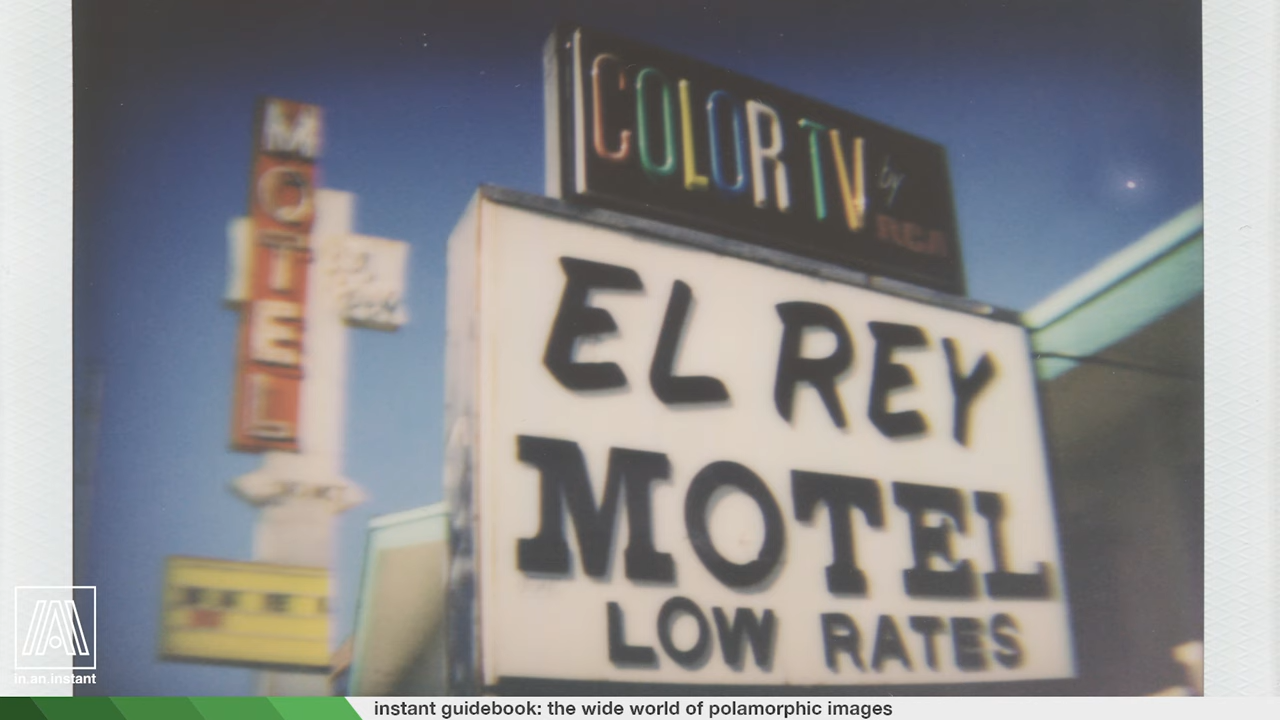 MOTEL
COLOR TV by
RCA
EL REY
MOTEL
LOW RATES
in.an.instant
instant guidebook: the wide world of polamorphic images